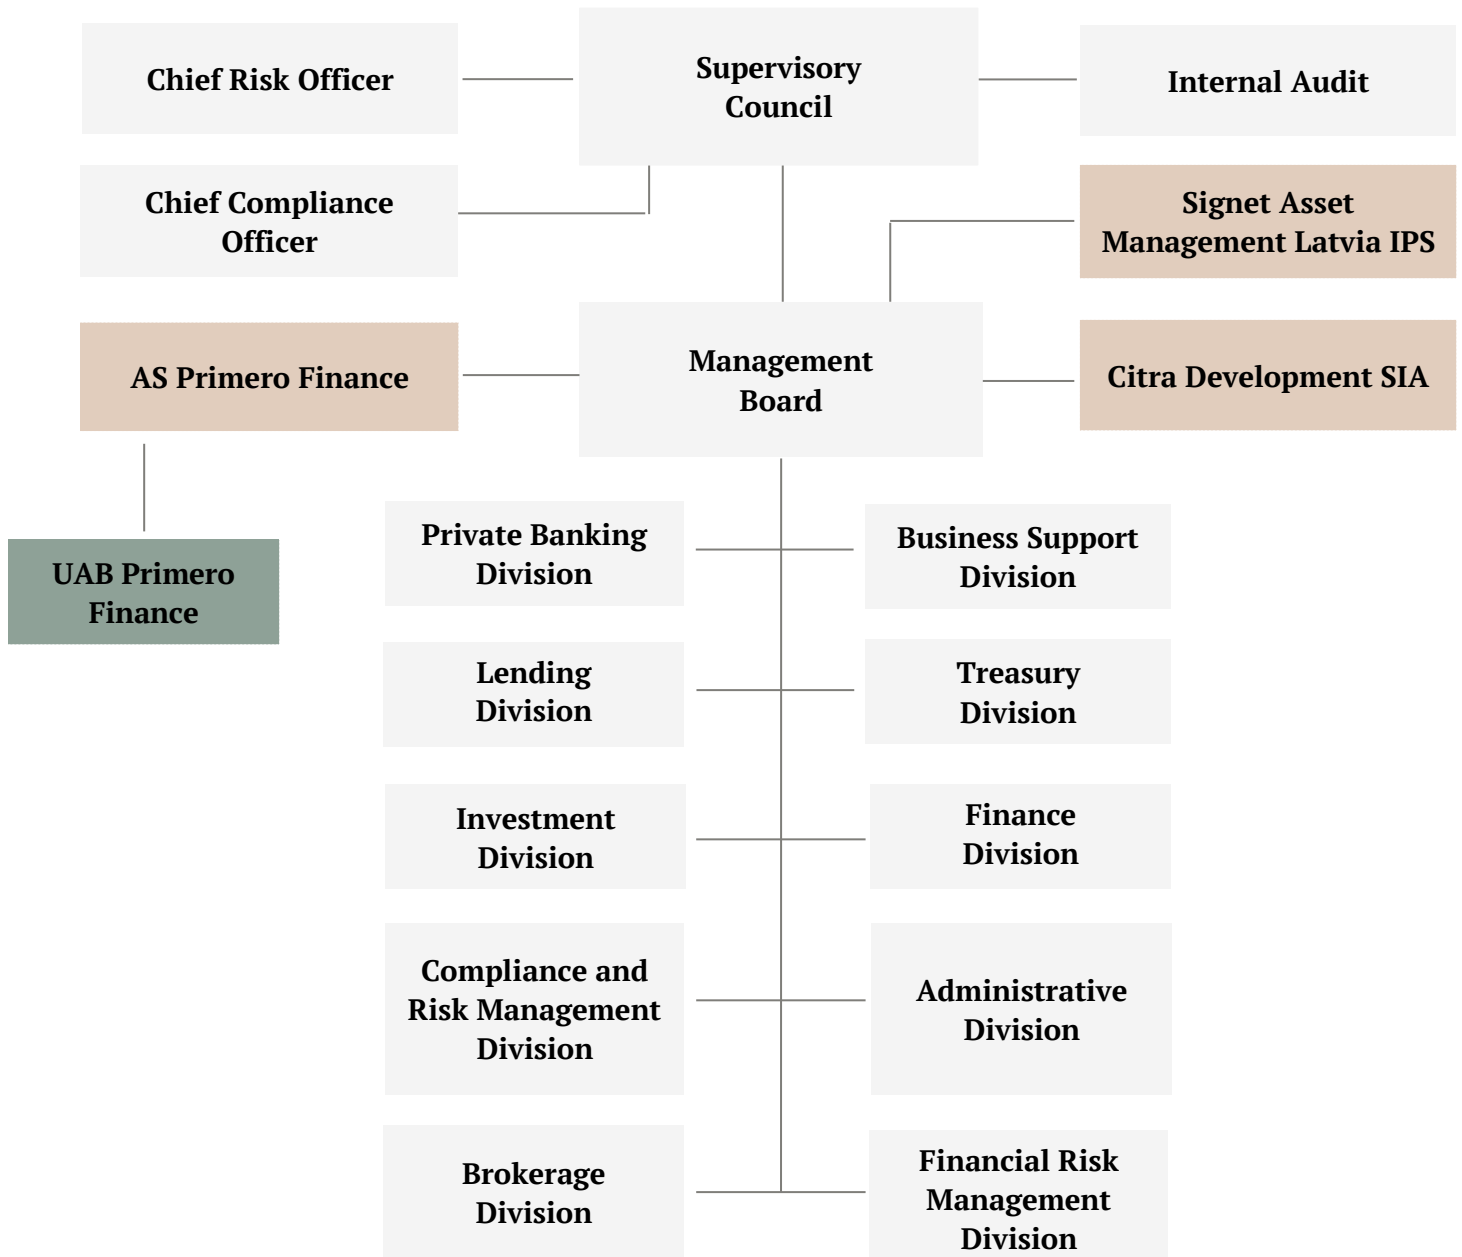 Chief Risk Officer
Supervisory
Council
Internal Audit
Chief Compliance
Officer
Signet Asset
Management Latvia IPS
AS Primero Finance
Management
Board
Citra Development SIA
UAB Primero
Finance
Private Banking
Division
Business Support
Division
Lending
Division
Treasury
Division
Investment
Division
Finance
Division
Compliance and
Risk Management
Division
Administrative
Division
Brokerage
Division
Financial Risk
Management
Division